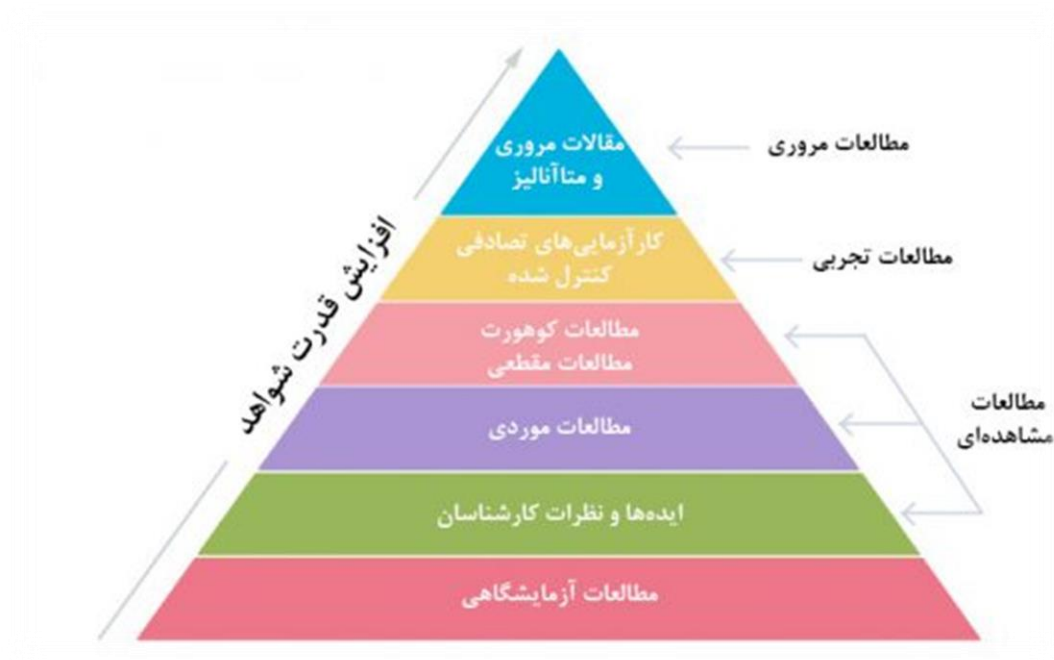 مقالات مروری
و متاآنالیز
مطالعات مروری
کارآزمایی‌های تصادفی
کنترل شده
مطالعات تجربی
افزایش قدرت شواهد
مطالعات کوهورت
مطالعات مقطعی
مطالعات موردی
مطالعات
مشاهده‌ای
ایده‌ها و نظرات کارشناسان
مطالعات آزمایشگاهی